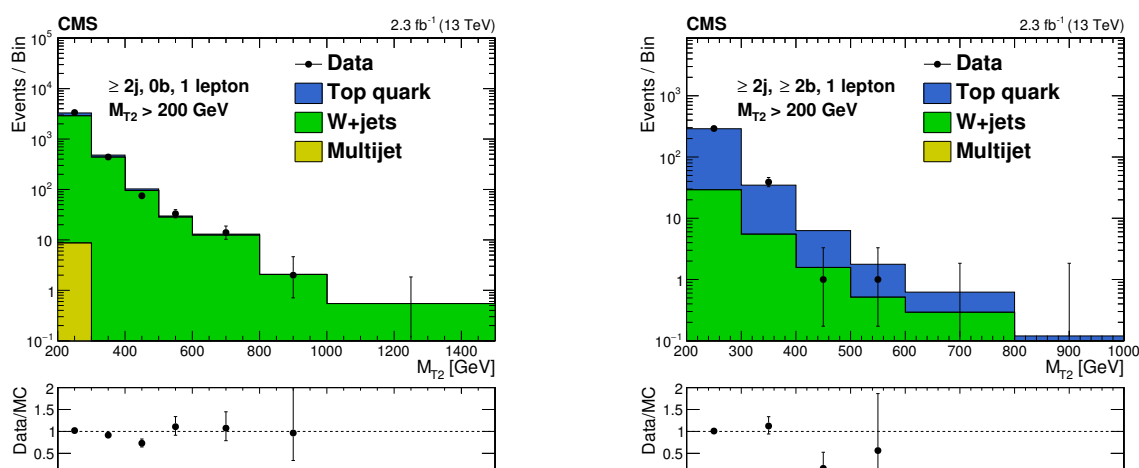 CMS 2.3 fb⁻¹ (13 TeV)
Events / Bin
10⁵
10⁴
10³
10²
10
1
10⁻¹
≥ 2j, 0b, 1 lepton
M_T2 > 200 GeV
Data
Top quark
W+jets
Multijet
200 400 600 800 1000 1200 1400
M_T2 [GeV]
Data/MC
2
1.5
1
0.5
0
CMS 2.3 fb⁻¹ (13 TeV)
Events / Bin
10³
10²
10
1
10⁻¹
≥ 2j, ≥ 2b, 1 lepton
M_T2 > 200 GeV
Data
Top quark
W+jets
Multijet
200 300 400 500 600 700 800 900 1000
M_T2 [GeV]
Data/MC
2
1.5
1
0.5
0